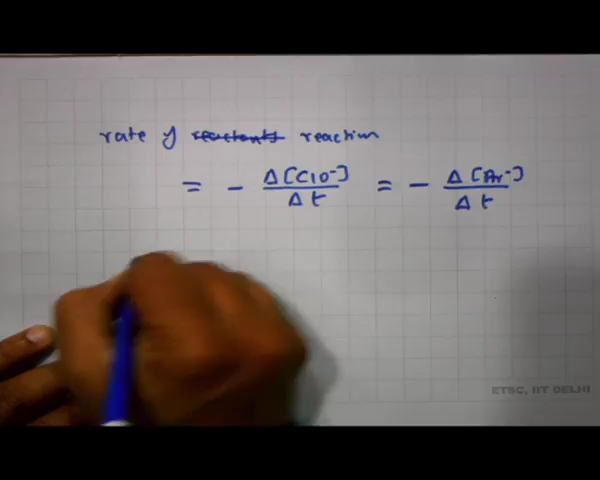 rate of reactants reaction
= - Δ[ClO⁻]/Δt = - Δ[Br⁻]/Δt
ETSC, IIT DELHI